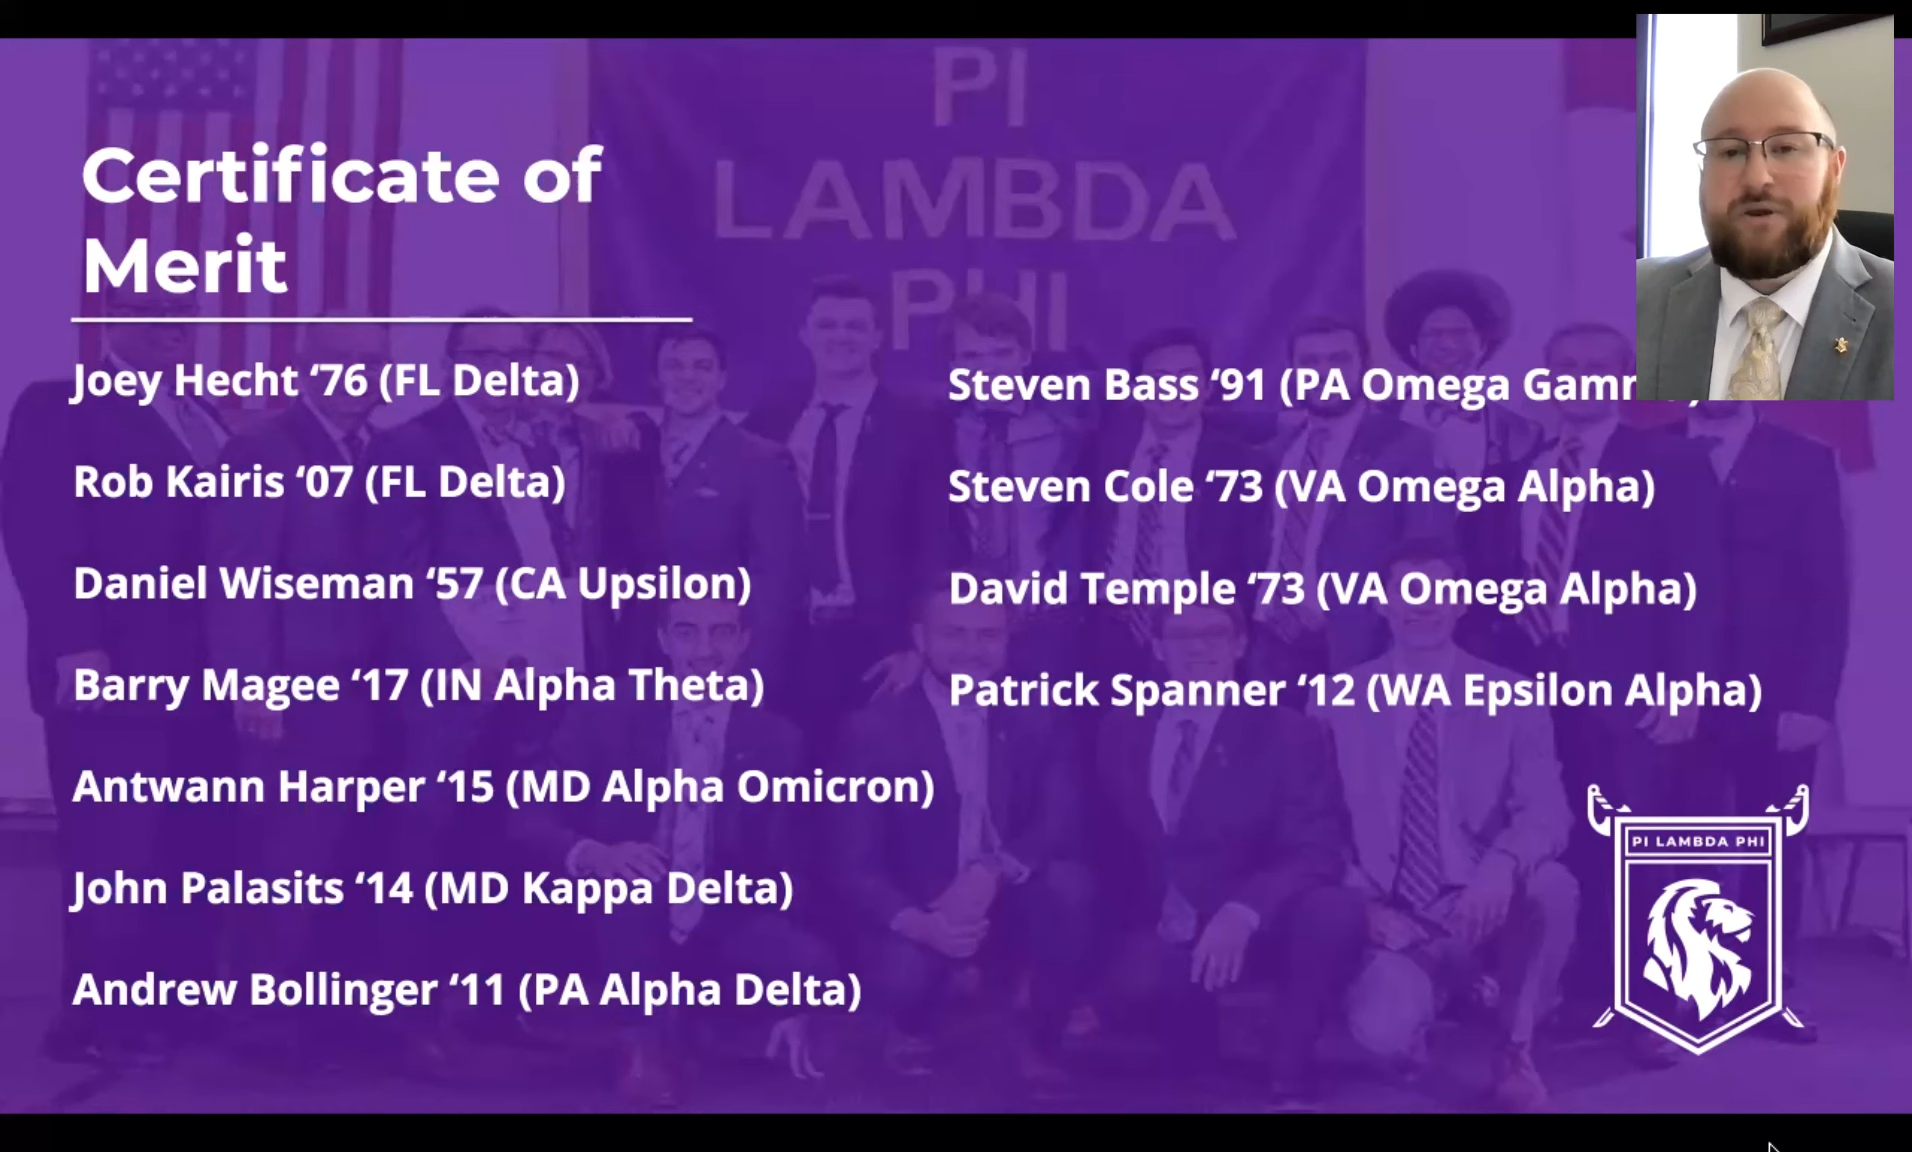 PI
LAMBDA
PHI
Certificate of
Merit
Joey Hecht ‘76 (FL Delta)
Rob Kairis ‘07 (FL Delta)
Daniel Wiseman ‘57 (CA Upsilon)
Barry Magee ‘17 (IN Alpha Theta)
Antwann Harper ‘15 (MD Alpha Omicron)
John Palasits ‘14 (MD Kappa Delta)
Andrew Bollinger ‘11 (PA Alpha Delta)
Steven Bass ‘91 (PA Omega
Steven Cole ‘73 (VA Omega Alpha)
David Temple ‘73 (VA Omega Alpha)
Patrick Spanner ‘12 (WA Epsilon Alpha)
PI LAMBDA PHI